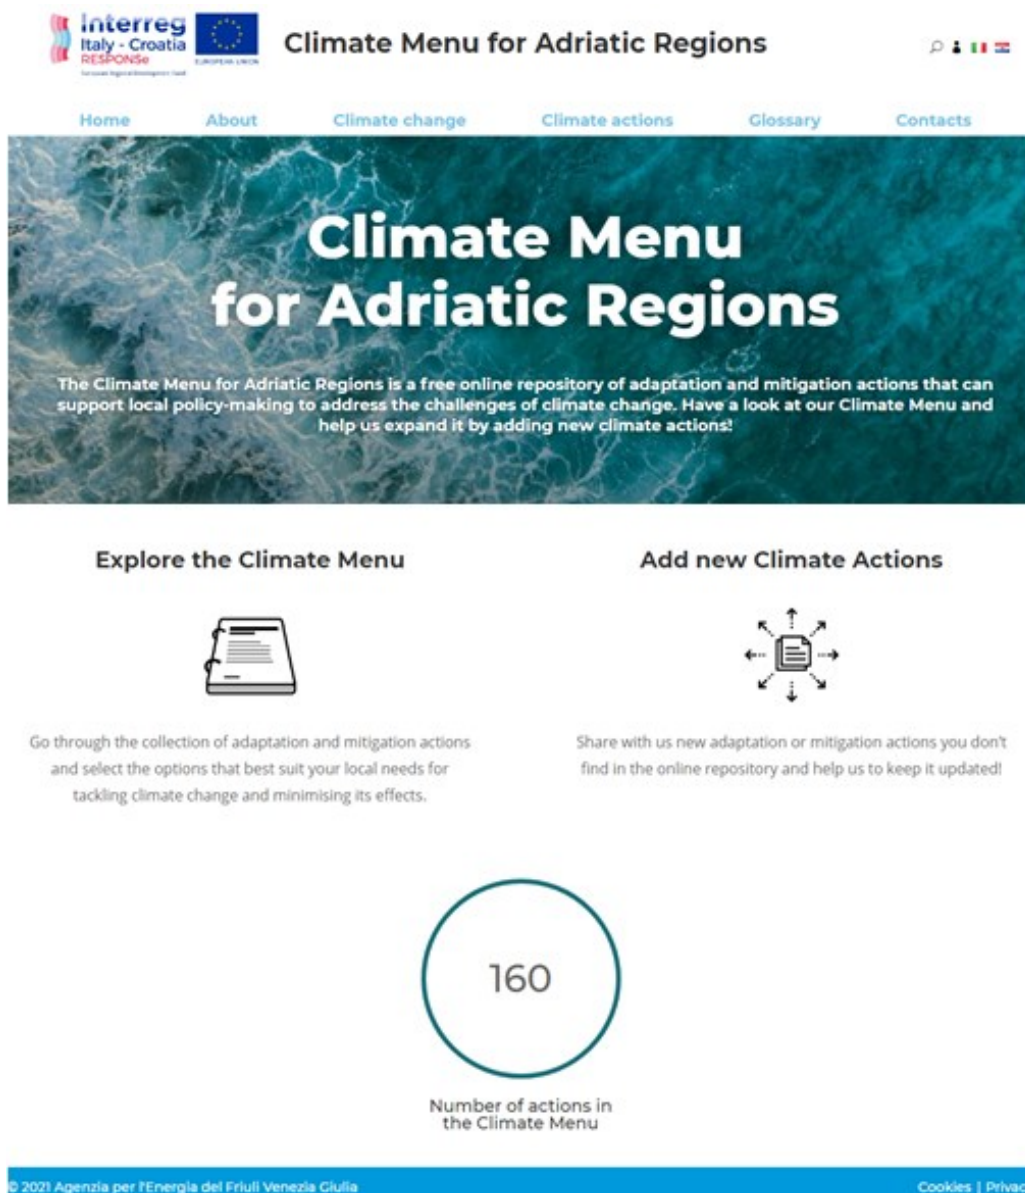 Interreg
Italy - Croatia
RESPONSe
European Regional Development Fund
EUROPEAN UNION
Climate Menu for Adriatic Regions
Home About Climate change Climate actions Glossary Contacts
Climate Menu
for Adriatic Regions
The Climate Menu for Adriatic Regions is a free online repository of adaptation and mitigation actions that can
support local policy-making to address the challenges of climate change. Have a look at our Climate Menu and
help us expand it by adding new climate actions!
Explore the Climate Menu
Go through the collection of adaptation and mitigation actions
and select the options that best suit your local needs for
tackling climate change and minimising its effects.
Add new Climate Actions
Share with us new adaptation or mitigation actions you don't
find in the online repository and help us to keep it updated!
160
Number of actions in
the Climate Menu
© 2021 Agenzia per l'Energia del Friuli Venezia Giulia
Cookies | Privac